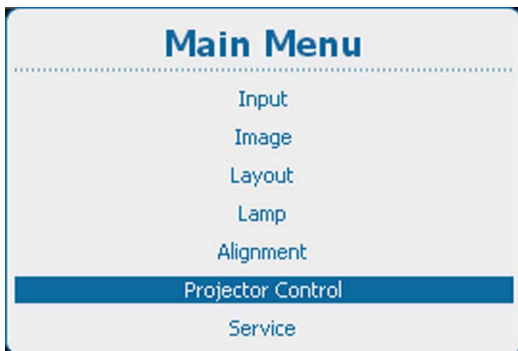 Main Menu
Input
Image
Layout
Lamp
Alignment
Projector Control
Service